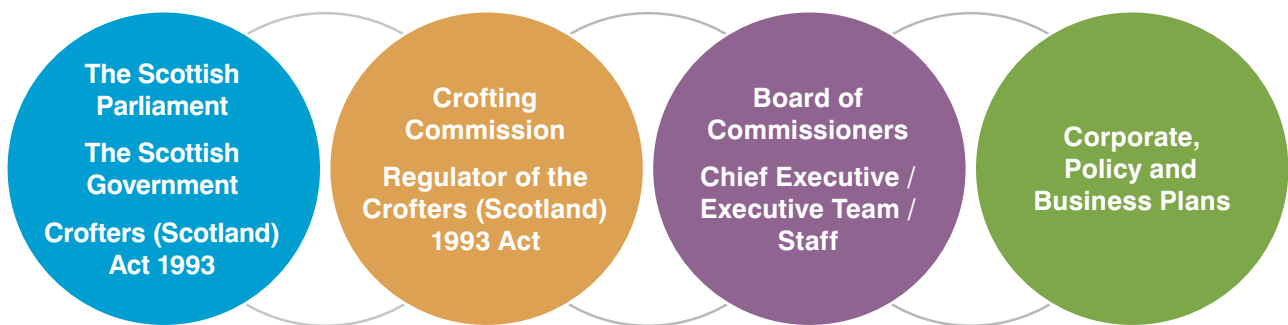 The Scottish
Parliament
The Scottish
Government
Crofters (Scotland)
Act 1993
Crofting
Commission
Regulator of the
Crofters (Scotland)
1993 Act
Board of
Commissioners
Chief Executive /
Executive Team /
Staff
Corporate,
Policy and
Business Plans